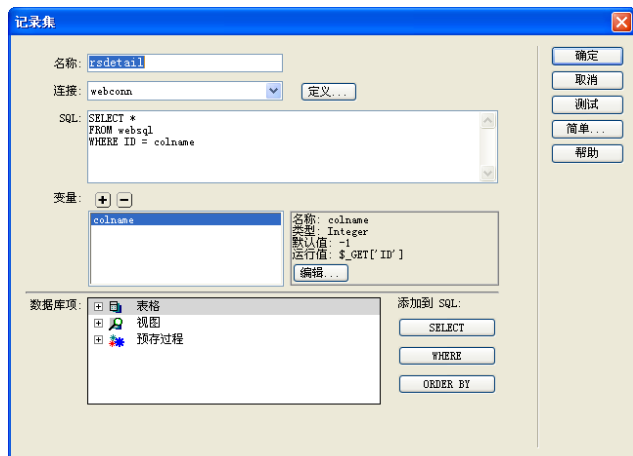 记录集
名称: rsdetail
连接: webconn 定义...
SQL: SELECT *
FROM websql
WHERE ID = colname
变量:
colname
名称: colname
类型: Integer
默认值: -1
运行值: $_GET['ID']
编辑...
数据库项:
表格
视图
预存过程
添加到 SQL:
SELECT
WHERE
ORDER BY
确定
取消
测试
简单...
帮助